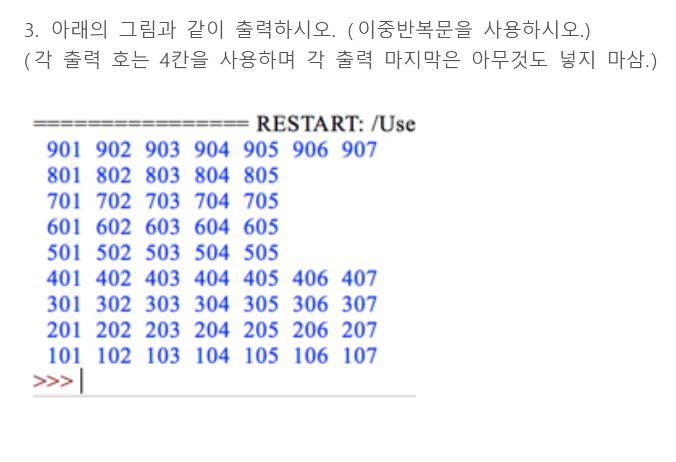 3. 아래의 그림과 같이 출력하시오. (이중반복문을 사용하시오.)
(각 출력 호는 4칸을 사용하며 각 출력 마지막은 아무것도 넣지 마삼.)
================ RESTART: /Use
901 902 903 904 905 906 907
801 802 803 804 805
701 702 703 704 705
601 602 603 604 605
501 502 503 504 505
401 402 403 404 405 406 407
301 302 303 304 305 306 307
201 202 203 204 205 206 207
101 102 103 104 105 106 107
>>>